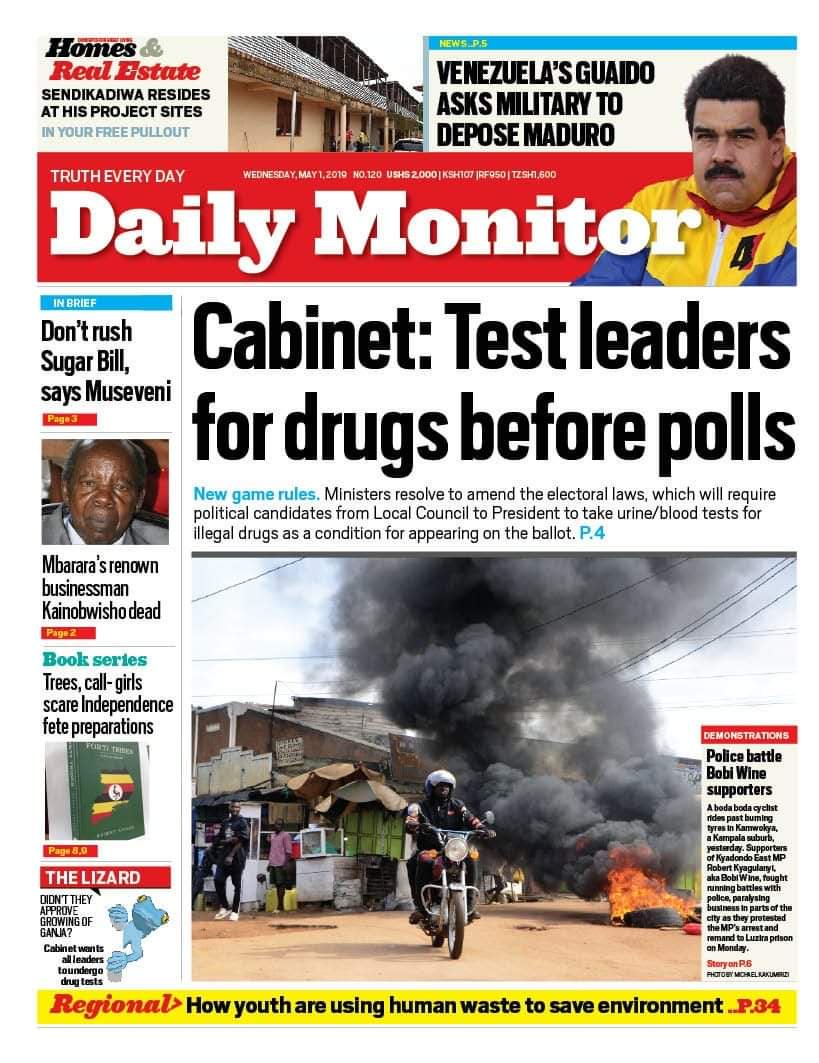 Homes &
Real Estate
SENDIKADIWA RESIDES
AT HIS PROJECT SITES
IN YOUR FREE PULLOUT
NEWS..P.5
VENEZUELA'S GUAIDO
ASKS MILITARY TO
DEPOSE MADURO
TRUTH EVERY DAY
WEDNESDAY, MAY 1, 2019 NO.120 USHS 2,000 | KSH107 |RF950 | TZSH1,600
Daily Monitor
4
IN BRIEF
Don't rush
Sugar Bill,
says Museveni
Page 3
Mbarara's renown
businessman
Kainobwisho dead
Page 2
Book series
Trees, call- girls
scare Independence
fete preparations
FORTY TRIBES
Page 8,9
THE LIZARD
DIDN'T THEY
APPROVE
GROWING OF
GANJA?
Cabinet wants
all leaders
to undergo
drug tests
Cabinet: Test leaders
for drugs before polls
New game rules. Ministers resolve to amend the electoral laws, which will require
political candidates from Local Council to President to take urine/blood tests for
illegal drugs as a condition for appearing on the ballot. P.4
DEMONSTRATIONS
Police battle
Bobi Wine
supporters
A boda boda cyclist
rides past burning
tyres in Kamwokya,
a Kampala suburb,
yesterday. Supporters
of Kyadondo East MP
Robert Kyagulanyi,
aka Bobi Wine, fought
running battles with
police, paralysing
business in parts of the
city as they protested
the MP's arrest and
remand to Luzira prison
on Monday.
Story on P.6
PHOTO BY MICHAEL KAKUMIRIZI
Regional> How youth are using human waste to save environment ..P.34